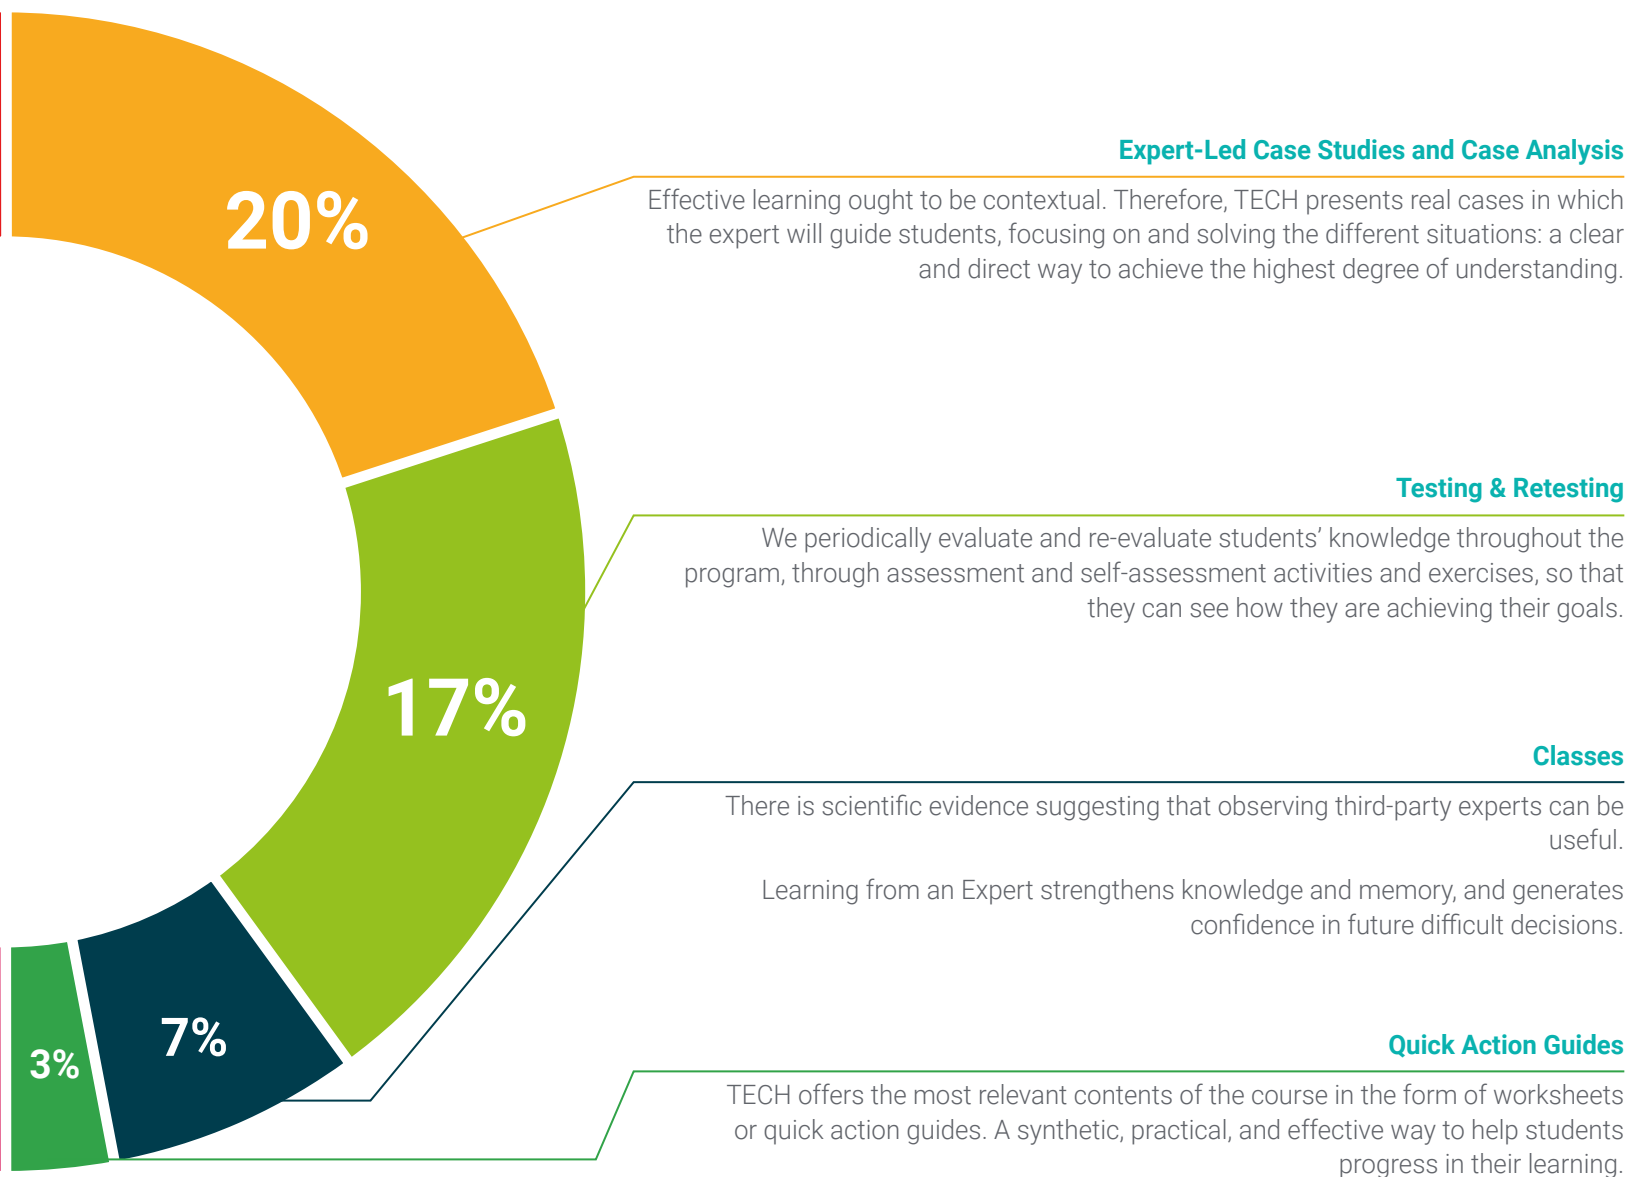 20%
Expert-Led Case Studies and Case Analysis
Effective learning ought to be contextual. Therefore, TECH presents real cases in which
the expert will guide students, focusing on and solving the different situations: a clear
and direct way to achieve the highest degree of understanding.
Testing & Retesting
We periodically evaluate and re-evaluate students’ knowledge throughout the
program, through assessment and self-assessment activities and exercises, so that
they can see how they are achieving their goals.
17%
Classes
There is scientific evidence suggesting that observing third-party experts can be
useful.
Learning from an Expert strengthens knowledge and memory, and generates
confidence in future difficult decisions.
7%
3%
Quick Action Guides
TECH offers the most relevant contents of the course in the form of worksheets
or quick action guides. A synthetic, practical, and effective way to help students
progress in their learning.